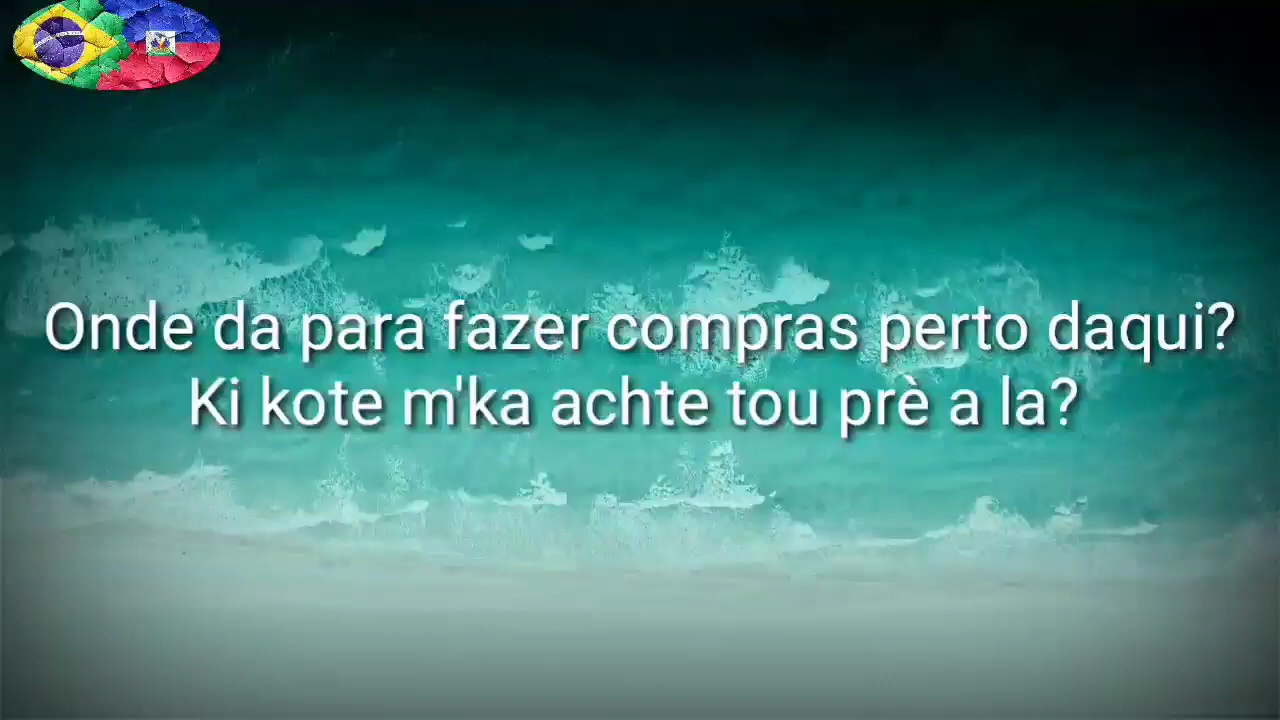 Onde da para fazer compras perto daqui?
Ki kote m'ka achte tou prè a la?